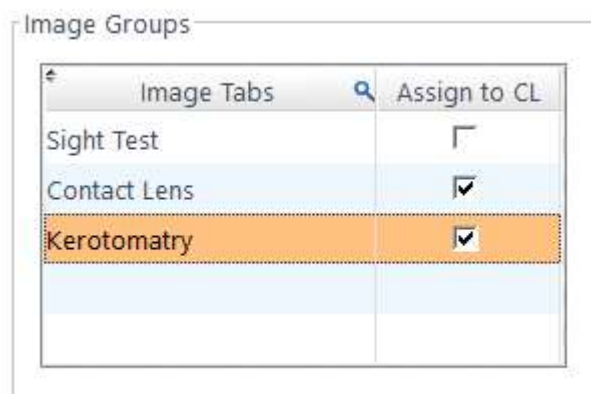 Image Groups
Image Tabs Assign to CL
Sight Test
Contact Lens
Kerotomatry